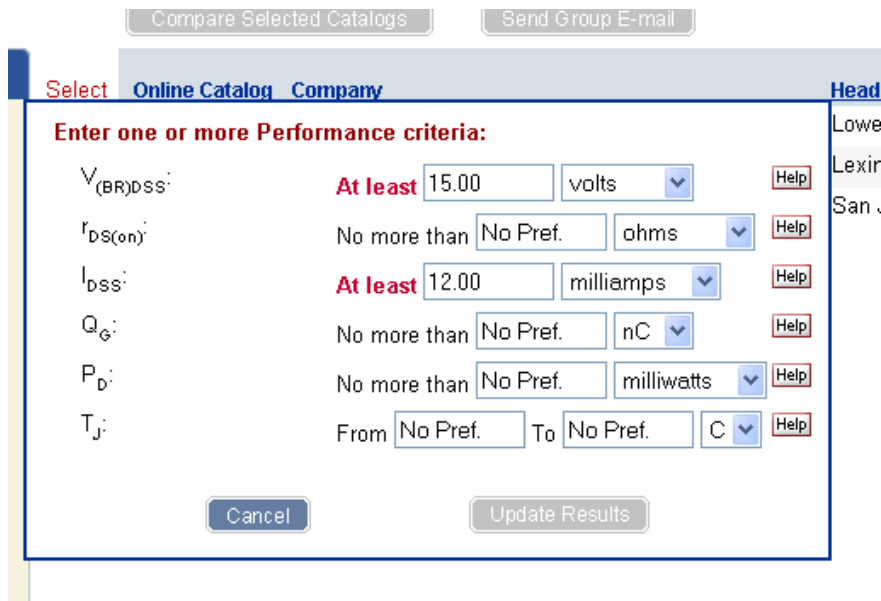 Compare Selected Catalogs Send Group E-mail
Select Online Catalog Company Head
Enter one or more Performance criteria:
V(BR)DSS: At least 15.00 volts Help
rDS(on): No more than No Pref. ohms Help
IDSS: At least 12.00 milliamps Help
QG: No more than No Pref. nC Help
PD: No more than No Pref. milliwatts Help
TJ: From No Pref. To No Pref. C Help
Cancel Update Results
Lowe
Lexin
San J